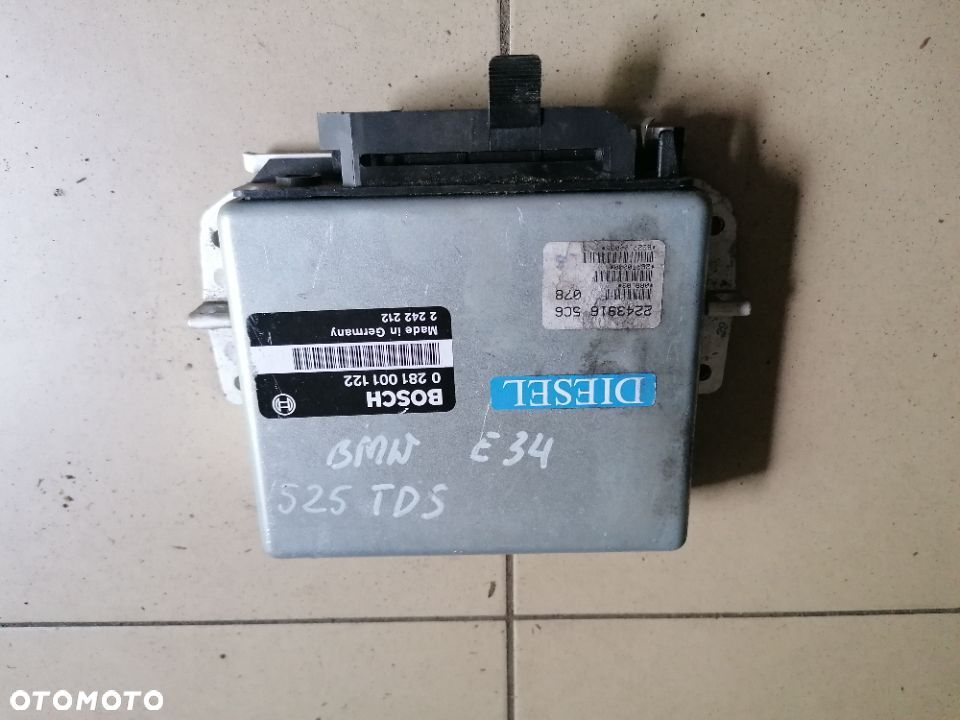 BOSCH
0 281 001 122
Made in Germany
2 242 212
DIESEL
2243916 5C6
078
BMW E34
525 TDS
OTOMOTO